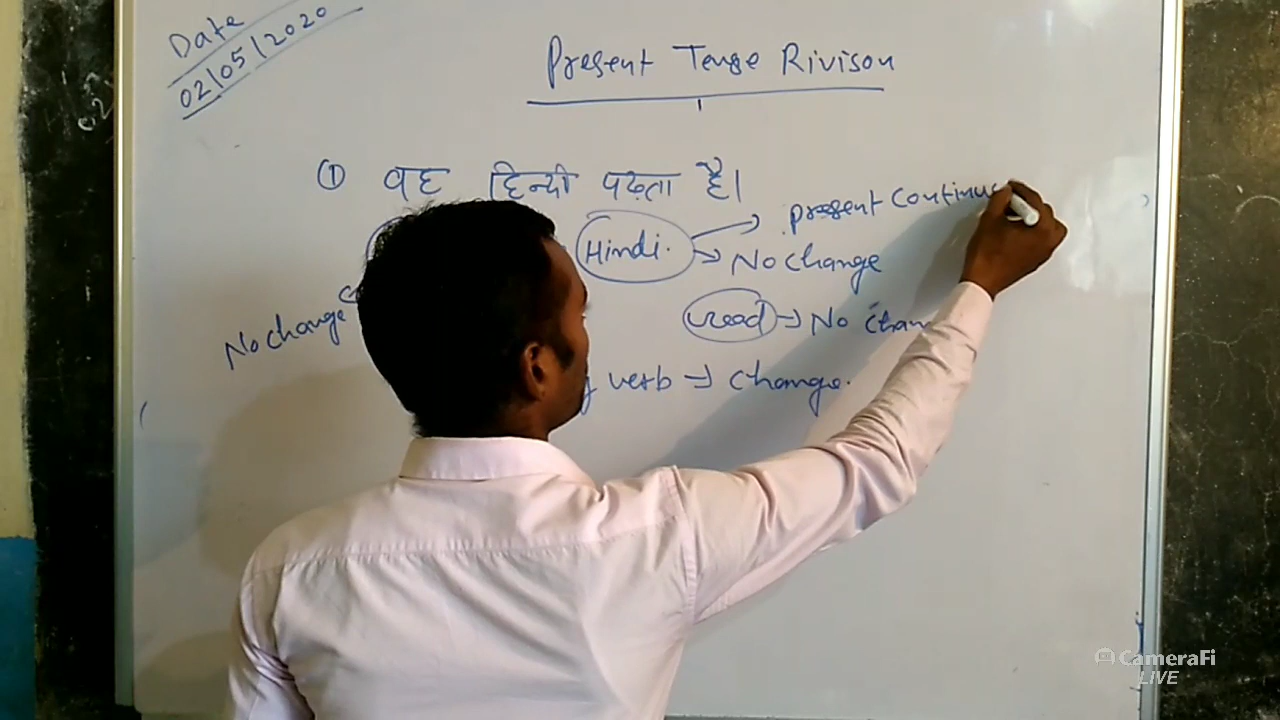 Date
02/05/2020
Present Tense Rivison
① वह हिन्दी पढ़ता है।
present Continue
Hindi. → No change
No change
read → No chan
verb → change.
CameraFi
LIVE